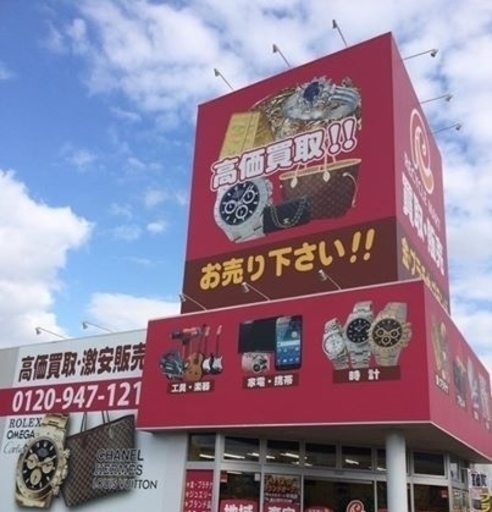 高価買取!!
お売り下さい!!
買取・販売
工具・楽器
家電・携帯
時計
高価買取・激安販売
0120-947-121
ROLEX
OMEGA
Cartier
CHANEL
HERMES
LOUIS VUITTON